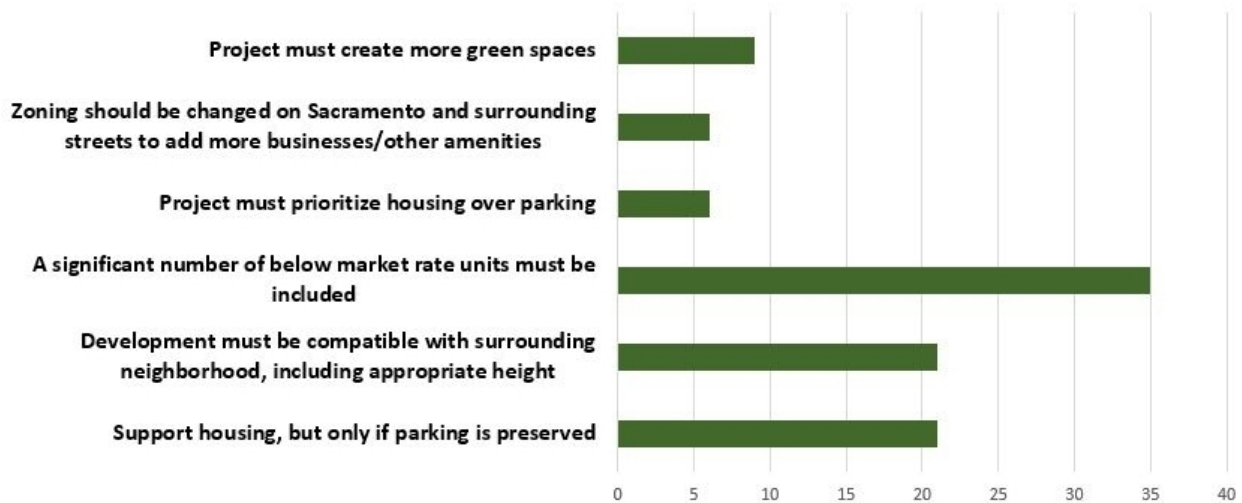 Project must create more green spaces
Zoning should be changed on Sacramento and surrounding
streets to add more businesses/other amenities
Project must prioritize housing over parking
A significant number of below market rate units must be
included
Development must be compatible with surrounding
neighborhood, including appropriate height
Support housing, but only if parking is preserved
0 5 10 15 20 25 30 35 40